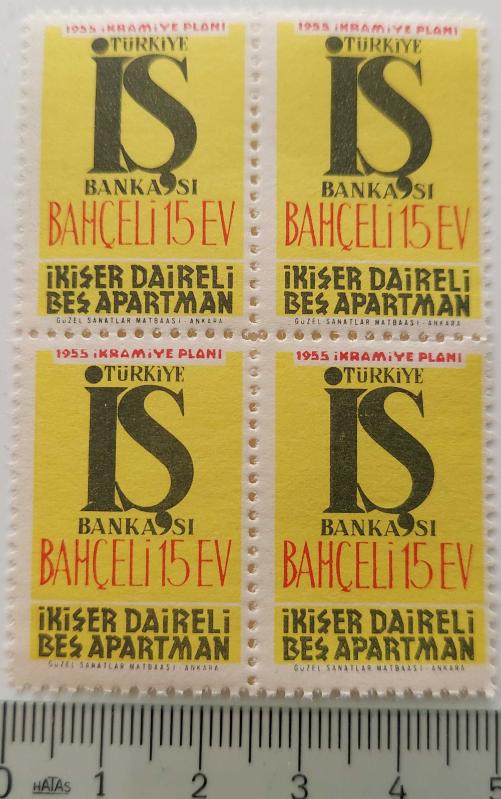 1955 İKRAMİYE PLANI
TÜRKİYE
İŞ
BANKASI
BAHÇELİ 15 EV
İKİŞER DAİRELİ
BEŞ APARTMAN
GÜZEL SANATLAR MATBAASI - ANKARA
1955 İKRAMİYE PLANI
TÜRKİYE
İŞ
BANKASI
BAHÇELİ 15 EV
İKİŞER DAİRELİ
BEŞ APARTMAN
GÜZEL SANATLAR MATBAASI - ANKARA
1955 İKRAMİYE PLANI
TÜRKİYE
İŞ
BANKASI
BAHÇELİ 15 EV
İKİŞER DAİRELİ
BEŞ APARTMAN
GÜZEL SANATLAR MATBAASI - ANKARA
1955 İKRAMİYE PLANI
TÜRKİYE
İŞ
BANKASI
BAHÇELİ 15 EV
İKİŞER DAİRELİ
BEŞ APARTMAN
GÜZEL SANATLAR MATBAASI - ANKARA
0 HATAS 1 2 3 4 5